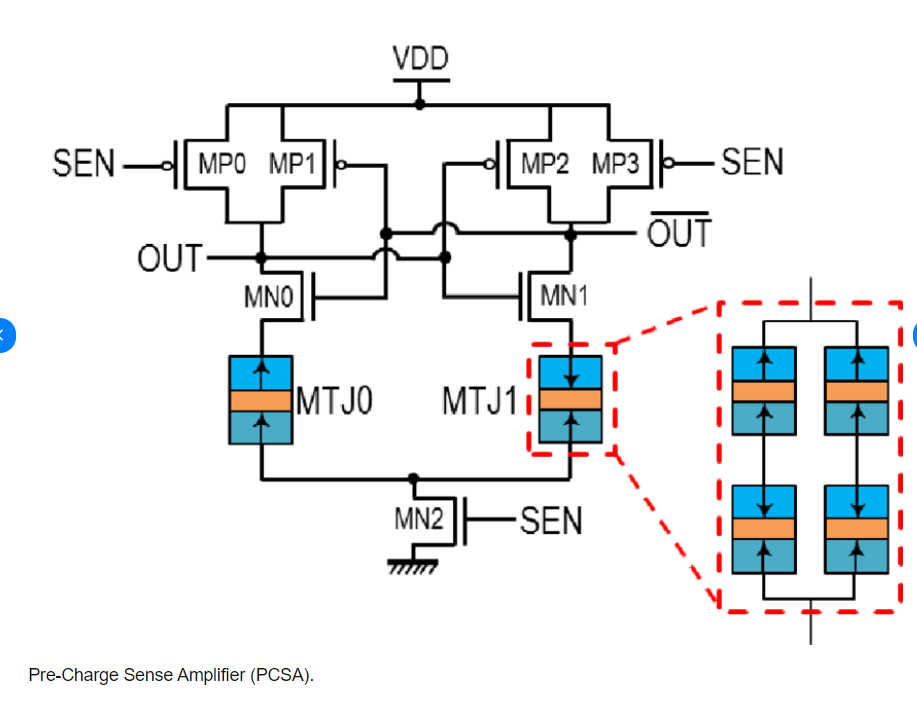 VDD
SEN MP0 MP1 MP2 MP3 SEN
OUT
OUT
MN0 MN1
MTJ0 MTJ1
MN2 SEN
Pre-Charge Sense Amplifier (PCSA).